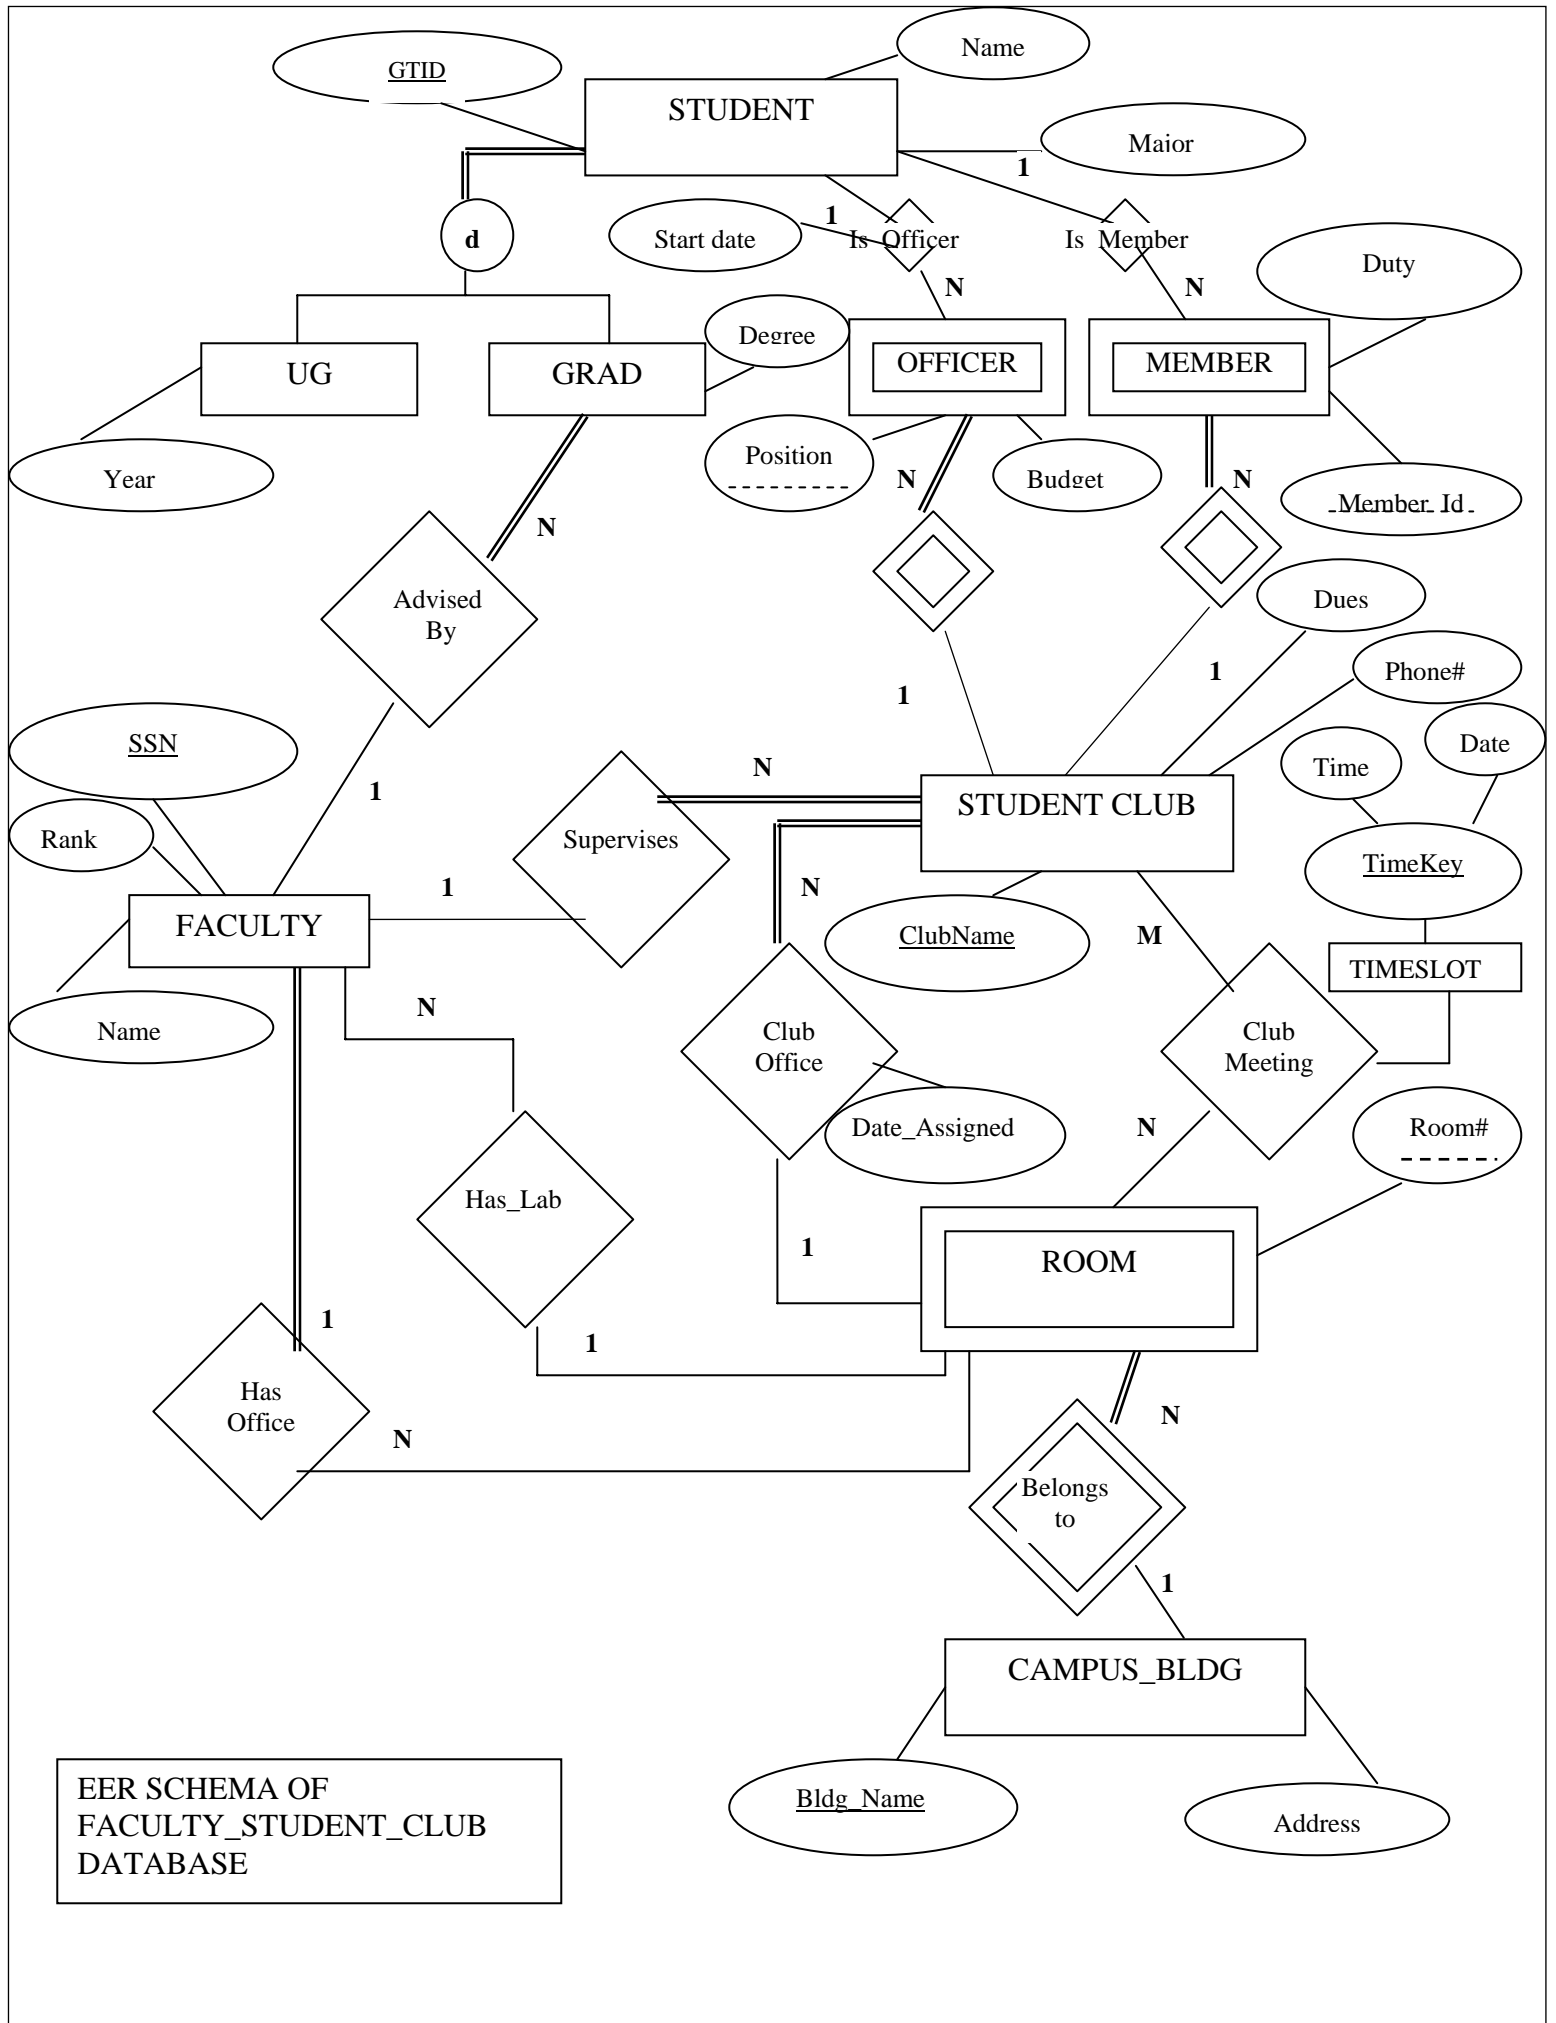 Name
GTID
STUDENT
Major
1
1
d
Start date
Is Officer
Is Member
Duty
N
N
Degree
OFFICER
MEMBER
UG
GRAD
Position
N
Budget
N
Year
Member_Id
N
Advised
By
Dues
1
1
Phone#
SSN
Time
Date
N
1
STUDENT CLUB
Rank
Supervises
TimeKey
1
N
FACULTY
ClubName
M
TIMESLOT
N
Name
Club
Office
Club
Meeting
Date_Assigned
N
Room#
Has_Lab
1
ROOM
1
1
Has
Office
N
N
Belongs
to
1
CAMPUS_BLDG
Bldg_Name
Address
EER SCHEMA OF
FACULTY_STUDENT_CLUB
DATABASE